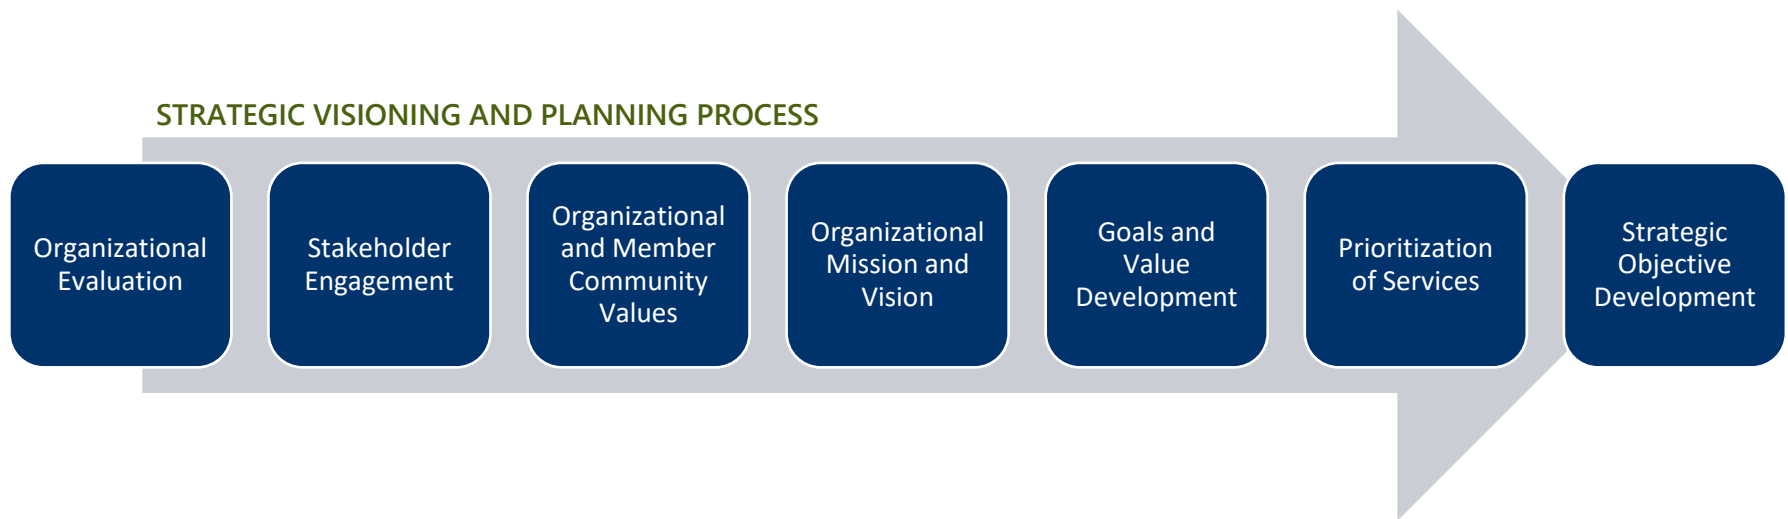 STRATEGIC VISIONING AND PLANNING PROCESS
Organizational
Evaluation
Stakeholder
Engagement
Organizational
and Member
Community
Values
Organizational
Mission and
Vision
Goals and
Value
Development
Prioritization
of Services
Strategic
Objective
Development